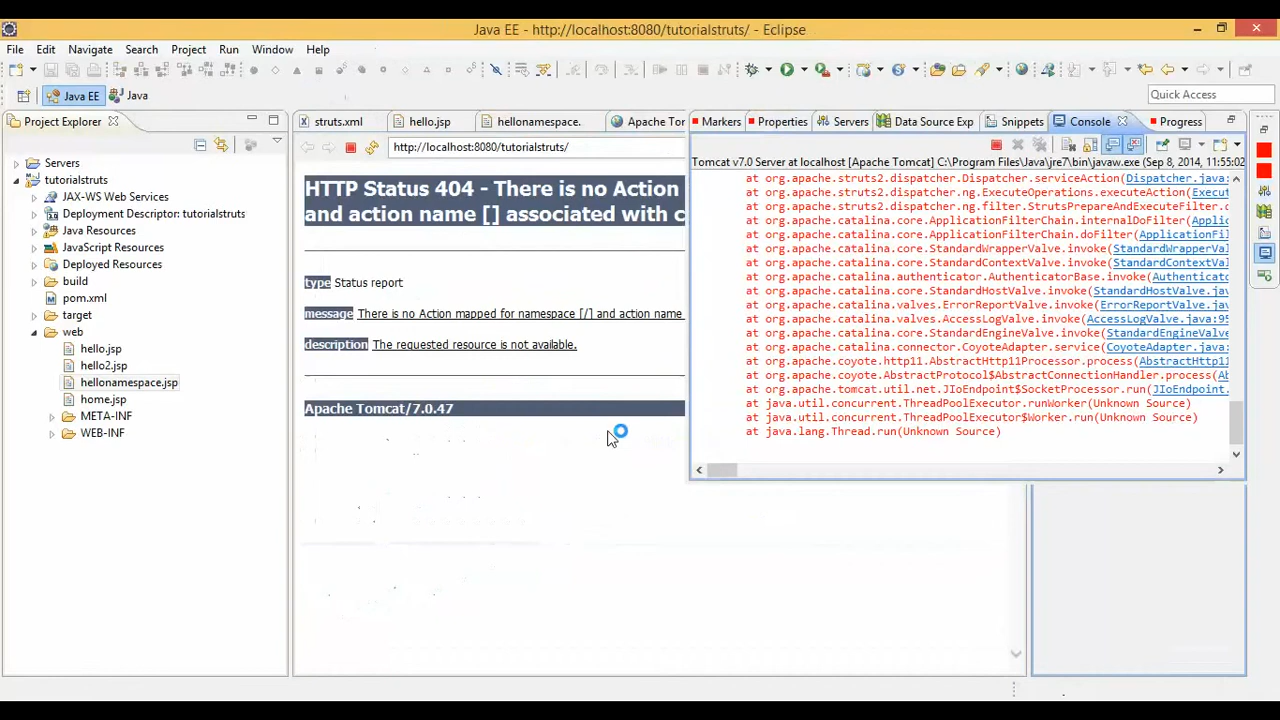 Java EE - http://localhost:8080/tutorialstruts/ - Eclipse
File Edit Navigate Search Project Run Window Help
Quick Access
Java EE Java
Project Explorer
Servers
tutorialstruts
JAX-WS Web Services
Deployment Descriptor: tutorialstruts
Java Resources
JavaScript Resources
Deployed Resources
build
pom.xml
target
web
hello.jsp
hello2.jsp
hellonamespace.jsp
home.jsp
META-INF
WEB-INF
struts.xml hello.jsp hellonamespace. Apache Tor
http://localhost:8080/tutorialstruts/
HTTP Status 404 - There is no Action
and action name [] associated with c
type Status report
message There is no Action mapped for namespace [/] and action name
description The requested resource is not available.
Apache Tomcat/7.0.47
Markers Properties Servers Data Source Exp Snippets Console Progress
Tomcat v7.0 Server at localhost [Apache Tomcat] C:\Program Files\Java\jre7\bin\javaw.exe (Sep 8, 2014, 11:55:02
at org.apache.struts2.dispatcher.Dispatcher.serviceAction(Dispatcher.java:
at org.apache.struts2.dispatcher.ng.ExecuteOperations.executeAction(Execut
at org.apache.struts2.dispatcher.ng.filter.StrutsPrepareAndExecuteFilter.c
at org.apache.catalina.core.ApplicationFilterChain.internalDoFilter(Applic
at org.apache.catalina.core.ApplicationFilterChain.doFilter(ApplicationFil
at org.apache.catalina.core.StandardWrapperValve.invoke(StandardWrapperVal
at org.apache.catalina.core.StandardContextValve.invoke(StandardContextVal
at org.apache.catalina.authenticator.AuthenticatorBase.invoke(Authenticato
at org.apache.catalina.core.StandardHostValve.invoke(StandardHostValve.jav
at org.apache.catalina.valves.ErrorReportValve.invoke(ErrorReportValve.jav
at org.apache.catalina.valves.AccessLogValve.invoke(AccessLogValve.java:95
at org.apache.catalina.core.StandardEngineValve.invoke(StandardEngineValve
at org.apache.catalina.connector.CoyoteAdapter.service(CoyoteAdapter.java:
at org.apache.coyote.http11.AbstractHttp11Processor.process(AbstractHttp11
at org.apache.coyote.AbstractProtocol$AbstractConnectionHandler.process(Ab
at org.apache.tomcat.util.net.JIoEndpoint$SocketProcessor.run(JIoEndpoint.
at java.util.concurrent.ThreadPoolExecutor.runWorker(Unknown Source)
at java.util.concurrent.ThreadPoolExecutor$Worker.run(Unknown Source)
at java.lang.Thread.run(Unknown Source)